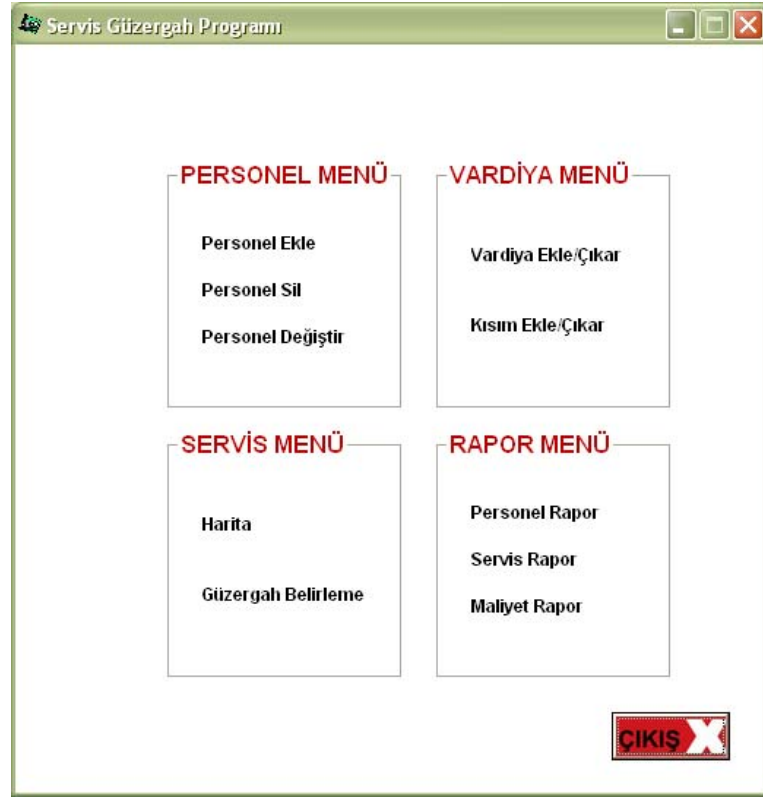 Servis Güzergah Programı
PERSONEL MENÜ
Personel Ekle
Personel Sil
Personel Değiştir
VARDİYA MENÜ
Vardiya Ekle/Çıkar
Kısım Ekle/Çıkar
SERVİS MENÜ
Harita
Güzergah Belirleme
RAPOR MENÜ
Personel Rapor
Servis Rapor
Maliyet Rapor
ÇIKIŞ X